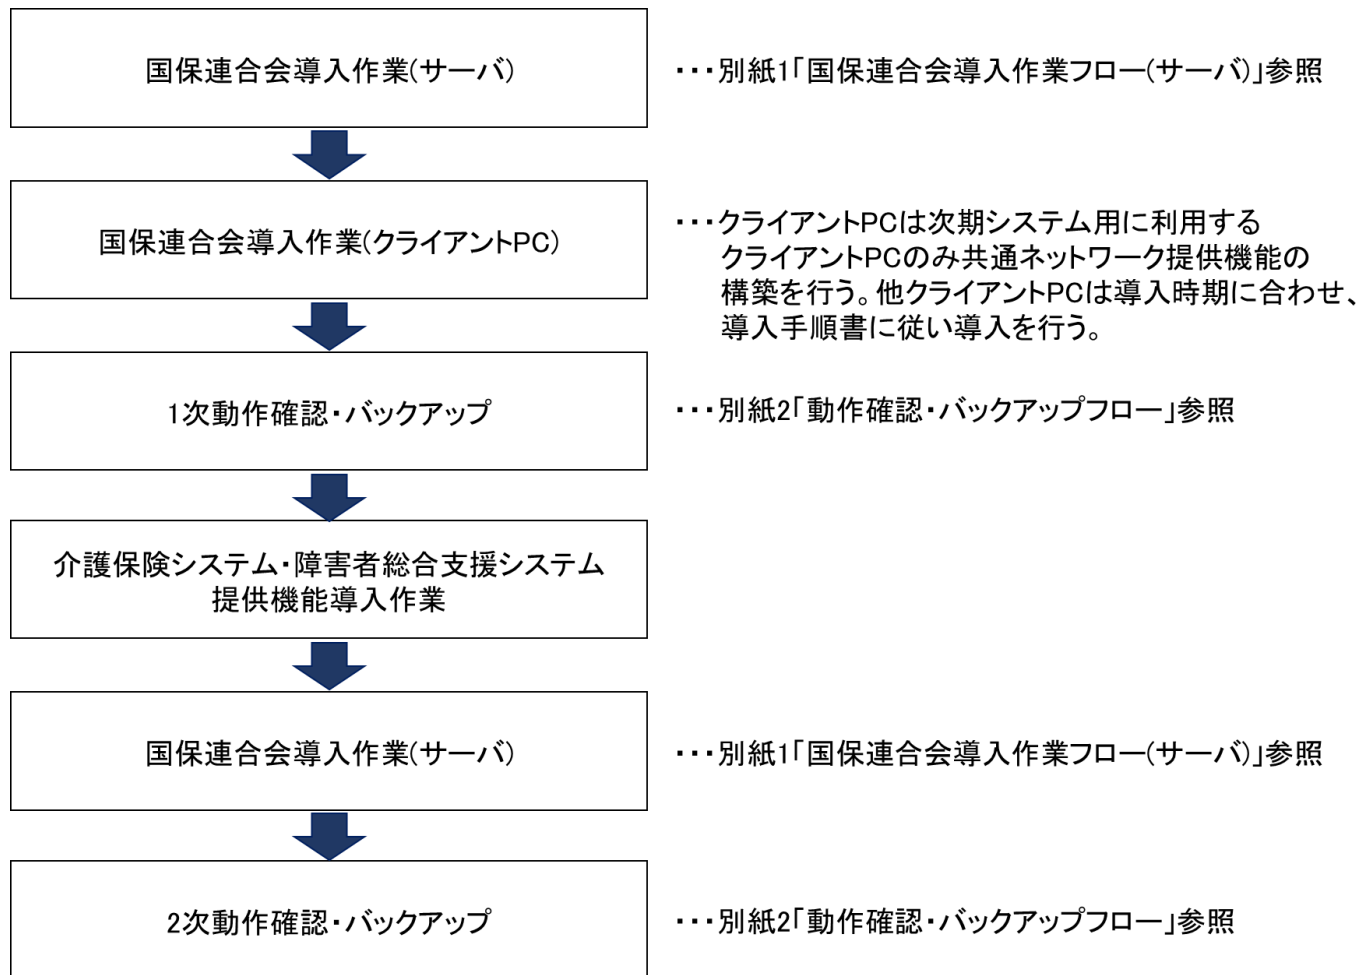 国保連合会導入作業(サーバ)
・・・別紙1「国保連合会導入作業フロー(サーバ)」参照
国保連合会導入作業(クライアントPC)
・・・クライアントPCは次期システム用に利用する
クライアントPCのみ共通ネットワーク提供機能の
構築を行う。他クライアントPCは導入時期に合わせ、
導入手順書に従い導入を行う。
1次動作確認・バックアップ
・・・別紙2「動作確認・バックアップフロー」参照
介護保険システム・障害者総合支援システム
提供機能導入作業
国保連合会導入作業(サーバ)
・・・別紙1「国保連合会導入作業フロー(サーバ)」参照
2次動作確認・バックアップ
・・・別紙2「動作確認・バックアップフロー」参照